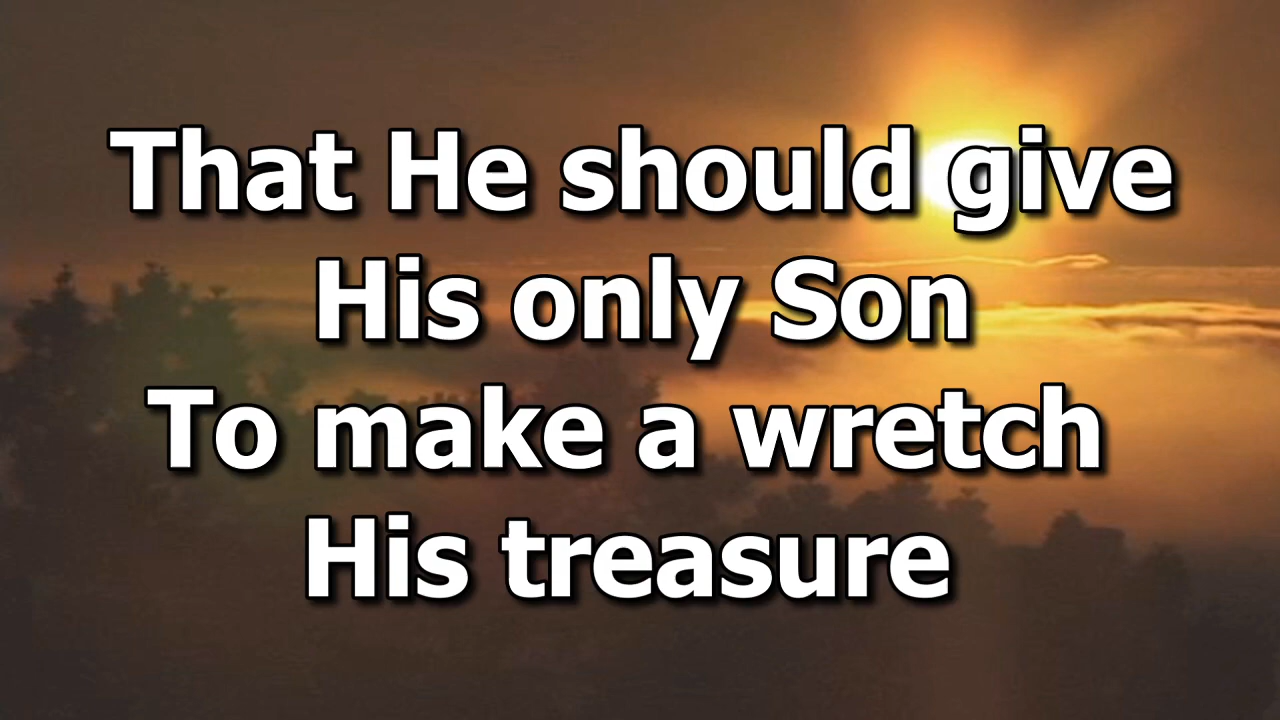 That He should give
His only Son
To make a wretch
His treasure